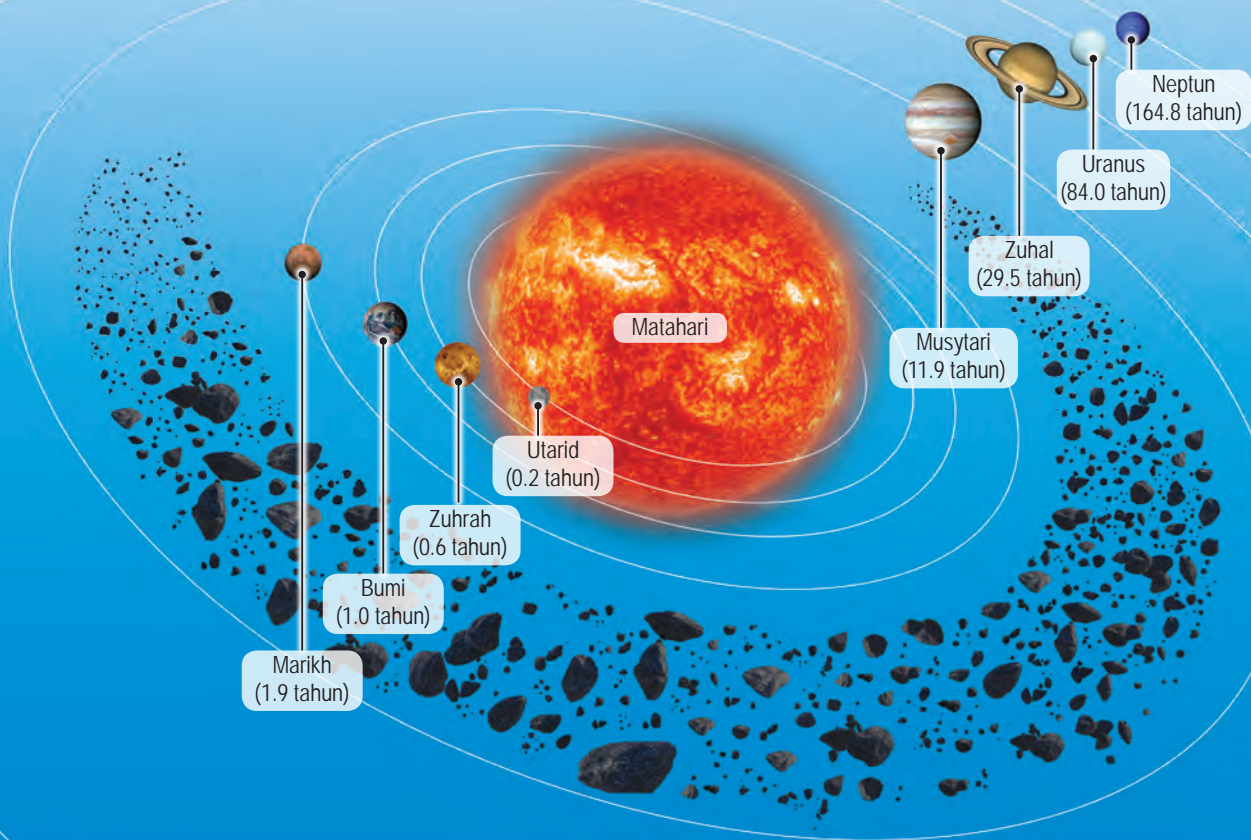 Neptun
(164.8 tahun)
Uranus
(84.0 tahun)
Zuhal
(29.5 tahun)
Musytari
(11.9 tahun)
Matahari
Utarid
(0.2 tahun)
Zuhrah
(0.6 tahun)
Bumi
(1.0 tahun)
Marikh
(1.9 tahun)